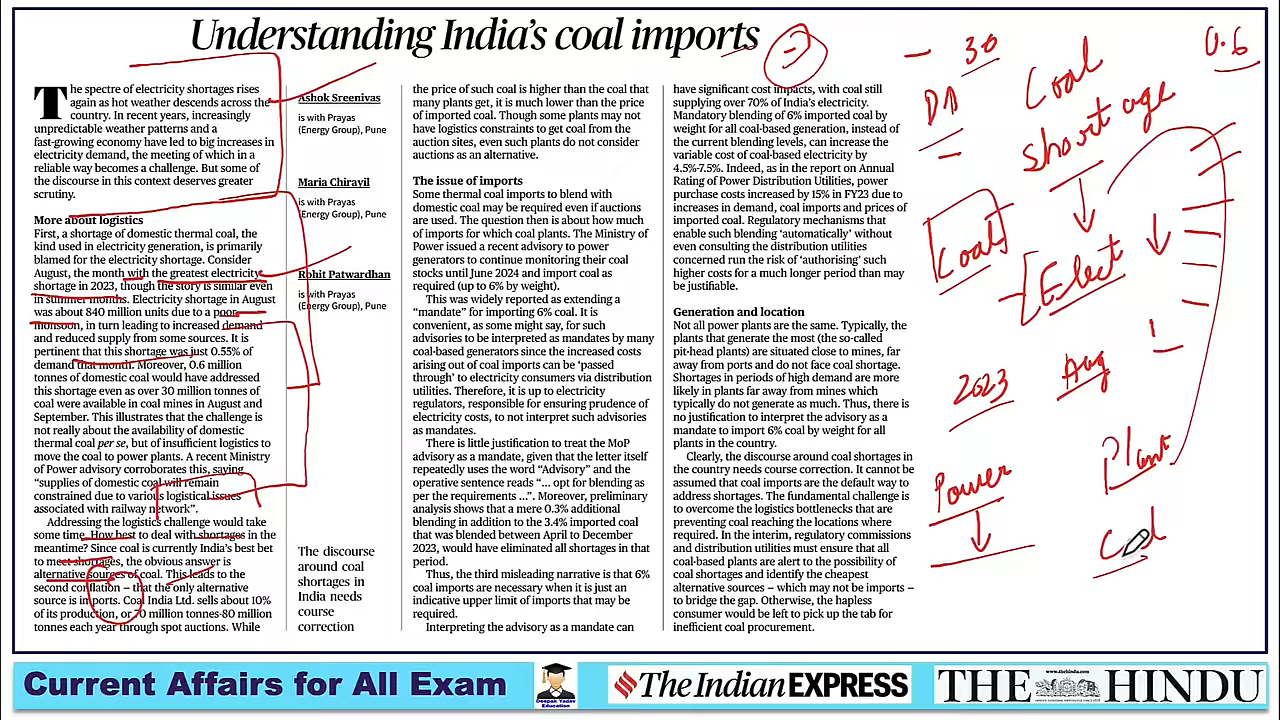 Understanding India's coal imports
The spectre of electricity shortages rises
again as hot weather descends across the
country. In recent years, increasingly
unpredictable weather patterns and a
fast-growing economy have led to big increases in
electricity demand, the meeting of which in a
reliable way becomes a challenge. But some of
the discourse in this context deserves greater
scrutiny.
More about logistics
First, a shortage of domestic thermal coal, the
kind used in electricity generation, is primarily
blamed for the electricity shortage. Consider
August, the month with the greatest electricity
shortage in 2023, though the story is similar even
in summer months. Electricity shortage in August
was about 840 million units due to a poor
monsoon, in turn leading to increased demand
and reduced supply from some sources. It is
pertinent that this shortage was just 0.55% of
demand that month. Moreover, 0.6 million
tonnes of domestic coal would have addressed
this shortage even as over 30 million tonnes of
coal were available in coal mines in August and
September. This illustrates that the challenge is
not really about the availability of domestic
thermal coal per se, but of insufficient logistics to
move the coal to power plants. A recent Ministry
of Power advisory corroborates this, saying
"supplies of domestic coal will remain
constrained due to various logistical issues
associated with railway network".
Addressing the logistics challenge would take
some time. How best to deal with shortages in the
meantime? Since coal is currently India's best bet
to meet shortages, the obvious answer is
alternative sources of coal. This leads to the
second conflation – that the only alternative
source is imports. Coal India Ltd. sells about 10%
of its production, or 70 million tonnes-80 million
tonnes each year through spot auctions. While
Ashok Sreenivas
is with Prayas
(Energy Group), Pune
Maria Chirayil
is with Prayas
(Energy Group), Pune
Rohit Patwardhan
is with Prayas
(Energy Group), Pune
The discourse
around coal
shortages in
India needs
course
correction
the price of such coal is higher than the coal that
many plants get, it is much lower than the price
of imported coal. Though some plants may not
have logistics constraints to get coal from the
auction sites, even such plants do not consider
auctions as an alternative.
The issue of imports
Some thermal coal imports to blend with
domestic coal may be required even if auctions
are used. The question then is about how much
of imports for which coal plants. The Ministry of
Power issued a recent advisory to power
generators to continue monitoring their coal
stocks until June 2024 and import coal as
required (up to 6% by weight).
This was widely reported as extending a
"mandate" for importing 6% coal. It is
convenient, as some might say, for such
advisories to be interpreted as mandates by many
coal-based generators since the increased costs
arising out of coal imports can be 'passed
through' to electricity consumers via distribution
utilities. Therefore, it is up to electricity
regulators, responsible for ensuring prudence of
electricity costs, to not interpret such advisories
as mandates.
There is little justification to treat the MoP
advisory as a mandate, given that the letter itself
repeatedly uses the word "Advisory" and the
operative sentence reads "... opt for blending as
per the requirements ...". Moreover, preliminary
analysis shows that a mere 0.3% additional
blending in addition to the 3.4% imported coal
that was blended between April to December
2023, would have eliminated all shortages in that
period.
Thus, the third misleading narrative is that 6%
coal imports are necessary when it is just an
indicative upper limit of imports that may be
required.
Interpreting the advisory as a mandate can
have significant cost impacts, with coal still
supplying over 70% of India's electricity.
Mandatory blending of 6% imported coal by
weight for all coal-based generation, instead of
the current blending levels, can increase the
variable cost of coal-based electricity by
4.5%-7.5%. Indeed, as in the report on Annual
Rating of Power Distribution Utilities, power
purchase costs increased by 15% in FY23 due to
increases in demand, coal imports and prices of
imported coal. Regulatory mechanisms that
enable such blending 'automatically' without
even consulting the distribution utilities
concerned run the risk of 'authorising' such
higher costs for a much longer period than may
be justifiable.
Generation and location
Not all power plants are the same. Typically, the
plants that generate the most (the so-called
pit-head plants) are situated close to mines, far
away from ports and do not face coal shortage.
Shortages in periods of high demand are more
likely in plants far away from mines which
typically do not generate as much. Thus, there is
no justification to interpret the advisory as a
mandate to import 6% coal by weight for all
plants in the country.
Clearly, the discourse around coal shortages in
the country needs course correction. It cannot be
assumed that coal imports are the default way to
address shortages. The fundamental challenge is
to overcome the logistics bottlenecks that are
preventing coal reaching the locations where
required. In the interim, regulatory commissions
and distribution utilities must ensure that all
coal-based plants are alert to the possibility of
coal shortages and identify the cheapest
alternative sources – which may not be imports –
to bridge the gap. Otherwise, the hapless
consumer would be left to pick up the tab for
inefficient coal procurement.
30
0.6
Coal
shortage
Coal
Elect
2023
Aug
Power
Plant
Current Affairs for All Exam
Deepak Yadav
Education
The Indian EXPRESS
www.thehindu.com
THE HINDU